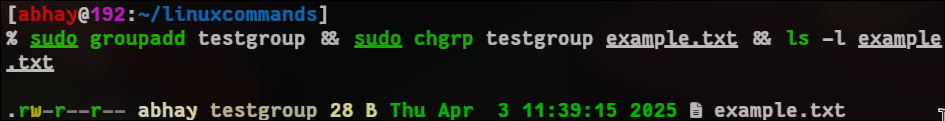 [abhay@192:~/linuxcommands]
% sudo groupadd testgroup && sudo chgrp testgroup example.txt && ls -l example
.txt
.rw-r--r-- abhay testgroup 28 B Thu Apr  3 11:39:15 2025 example.txt